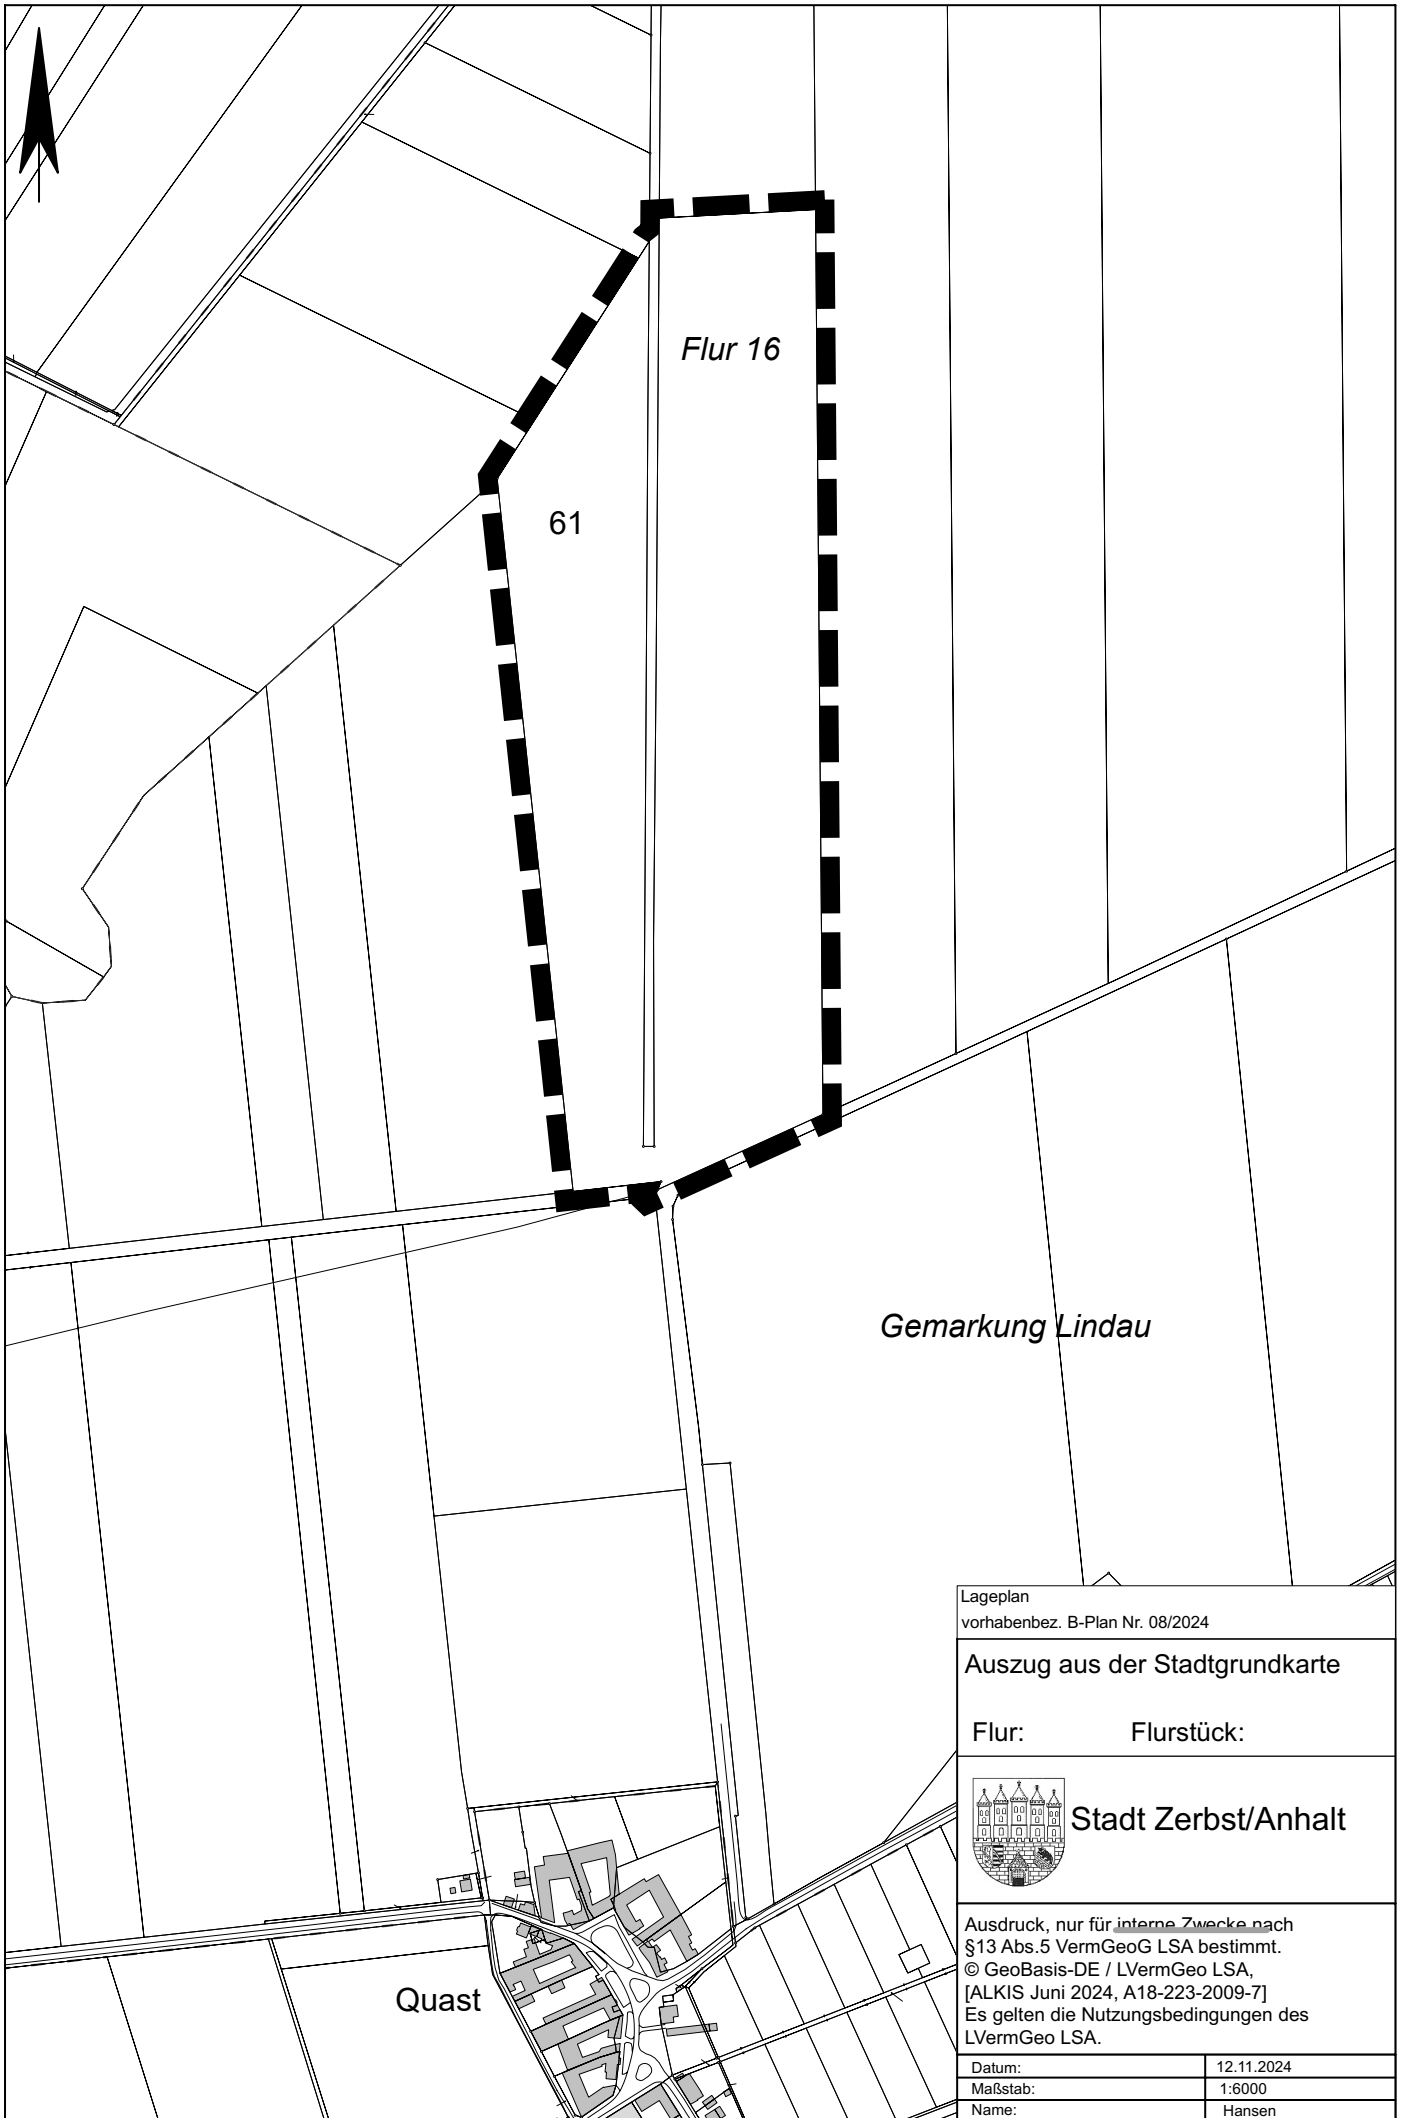 Flur 16
61
Gemarkung Lindau
Quast
Lageplan
vorhabenbez. B-Plan Nr. 08/2024
Auszug aus der Stadtgrundkarte
Flur: Flurstück:
Stadt Zerbst/Anhalt
Ausdruck, nur für interne Zwecke nach
§13 Abs.5 VermGeoG LSA bestimmt.
© GeoBasis-DE / LVermGeo LSA,
[ALKIS Juni 2024, A18-223-2009-7]
Es gelten die Nutzungsbedingungen des
LVermGeo LSA.
Datum: 12.11.2024
Maßstab: 1:6000
Name: Hansen